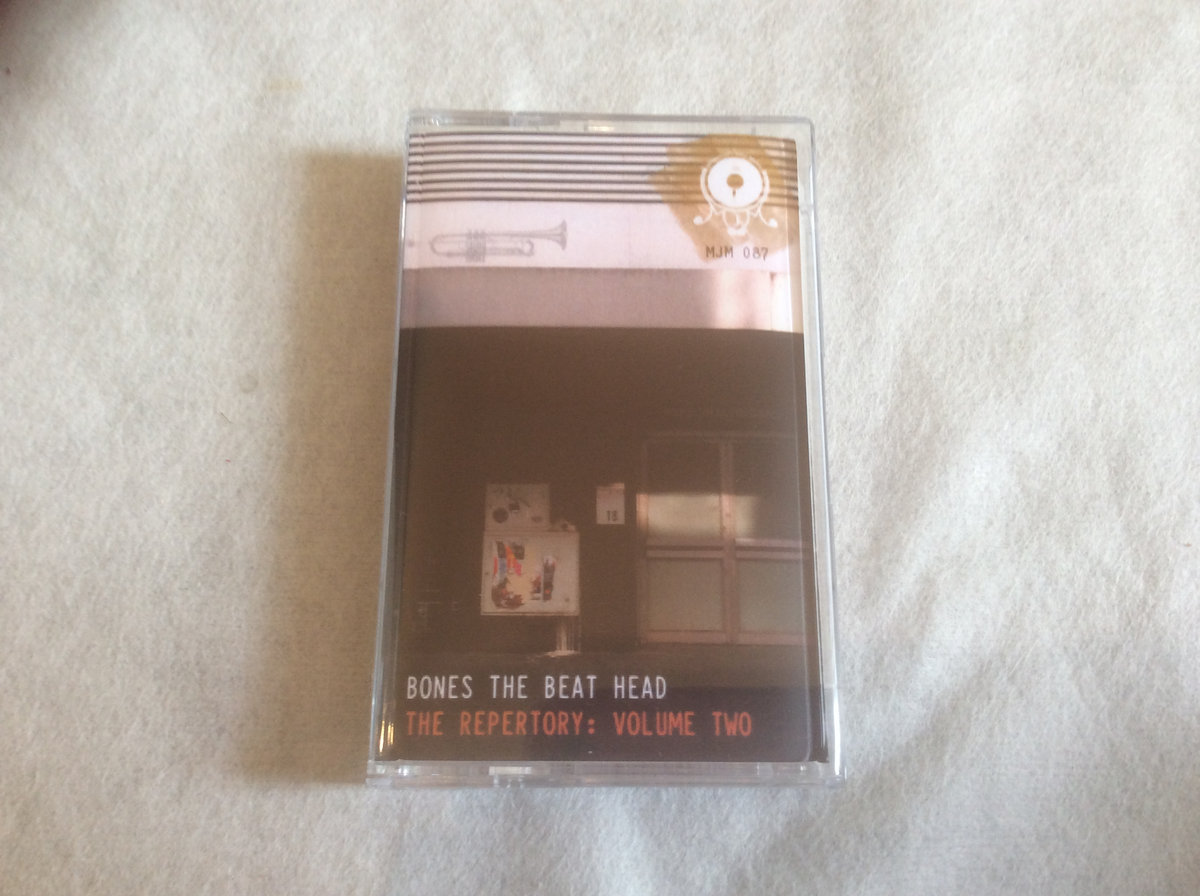 MJM 087
18
BONES THE BEAT HEAD
THE REPERTORY: VOLUME TWO